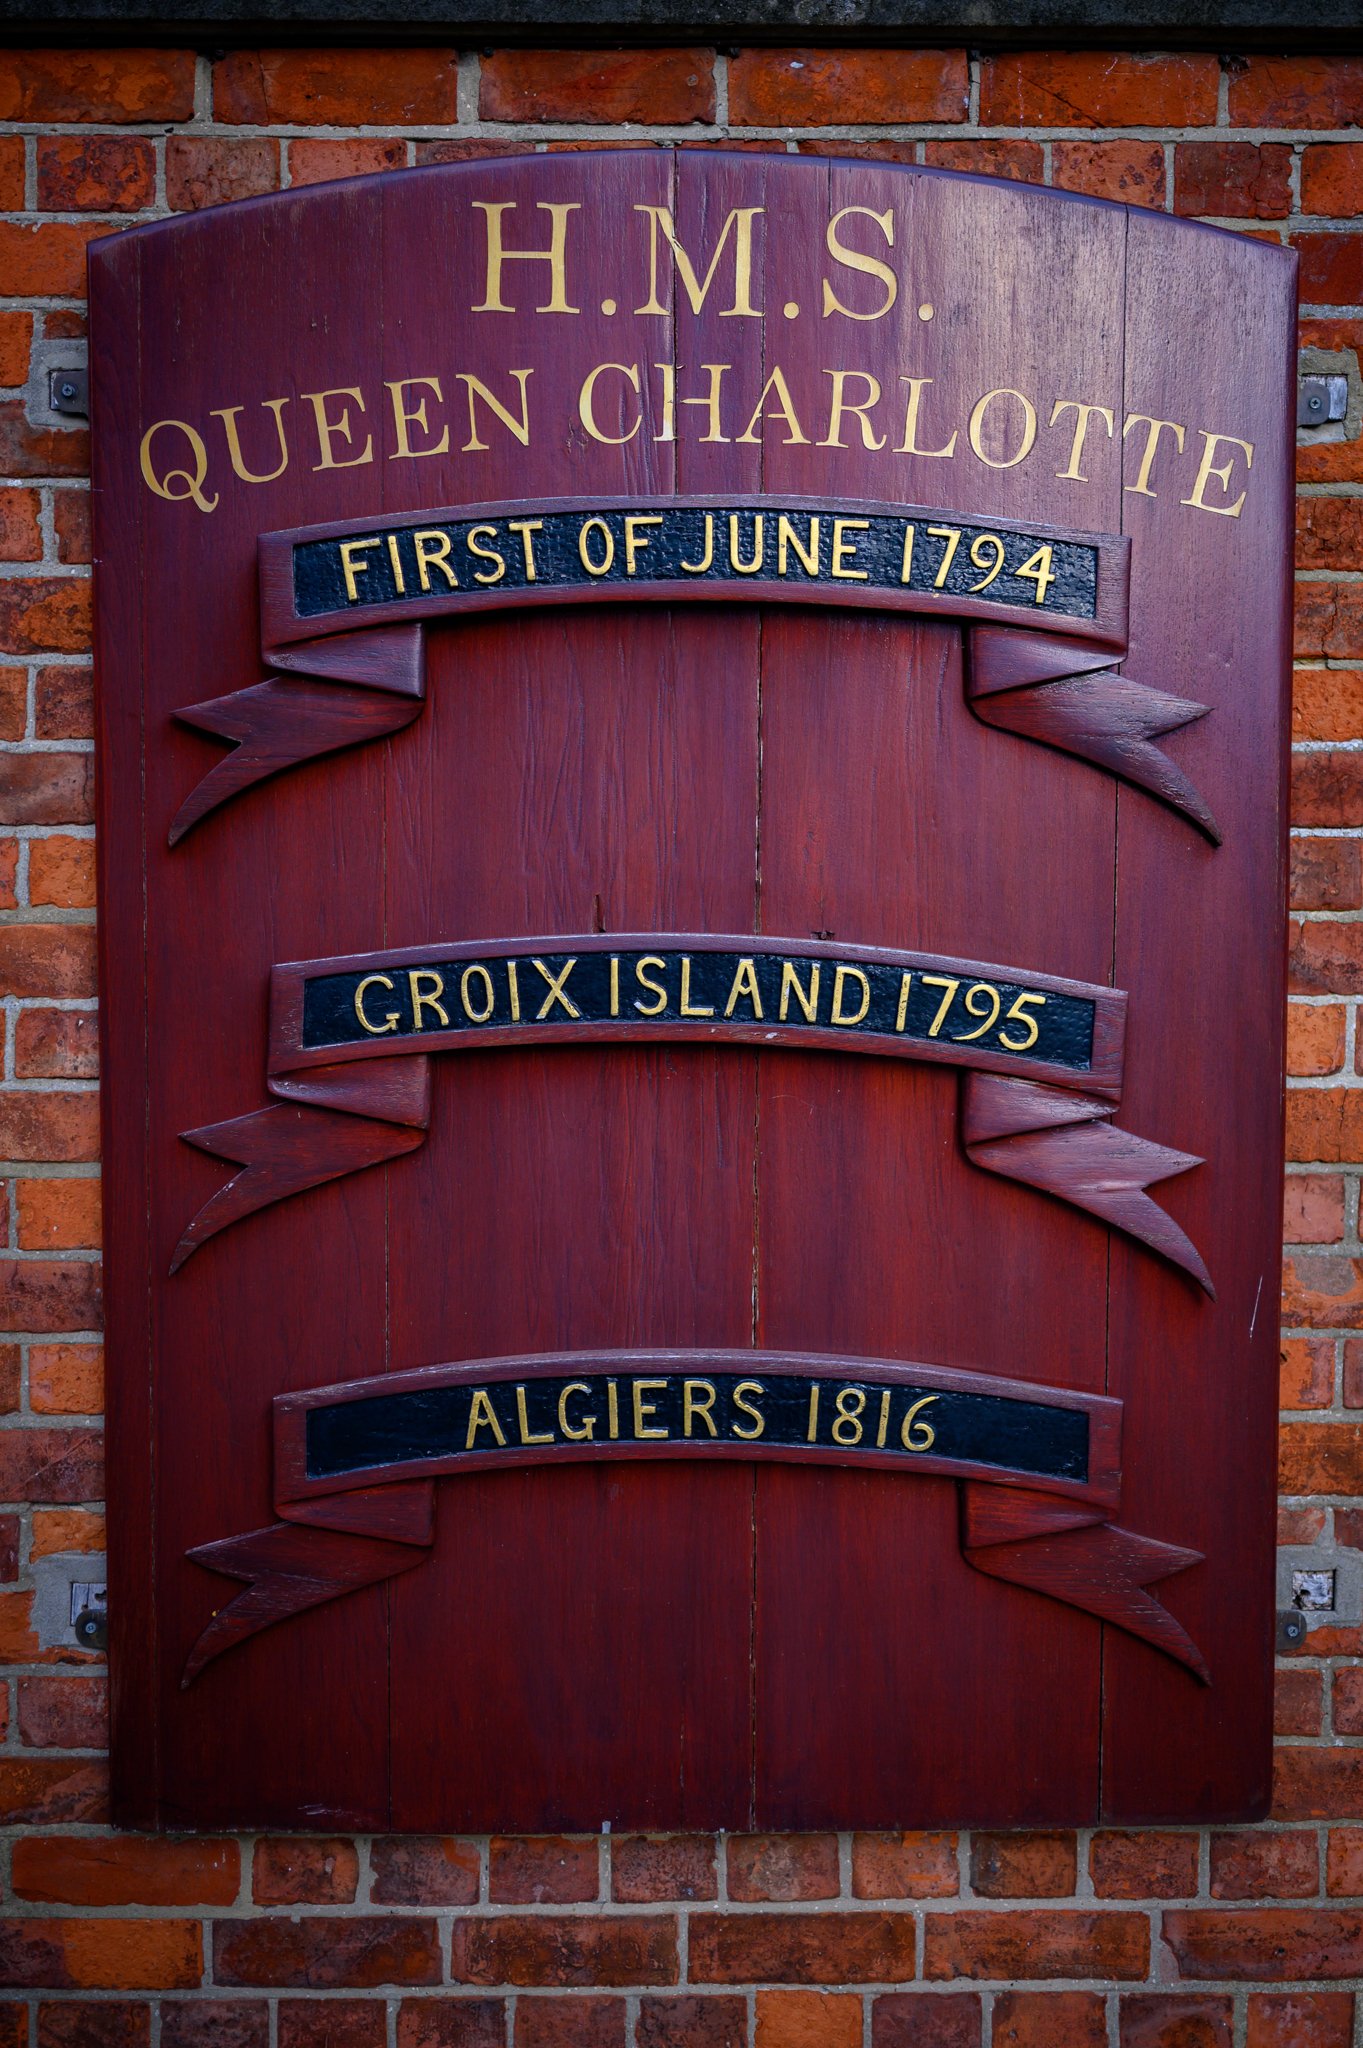 H.M.S.
QUEEN CHARLOTTE
FIRST OF JUNE 1794
GROIX ISLAND 1795
ALGIERS 1816